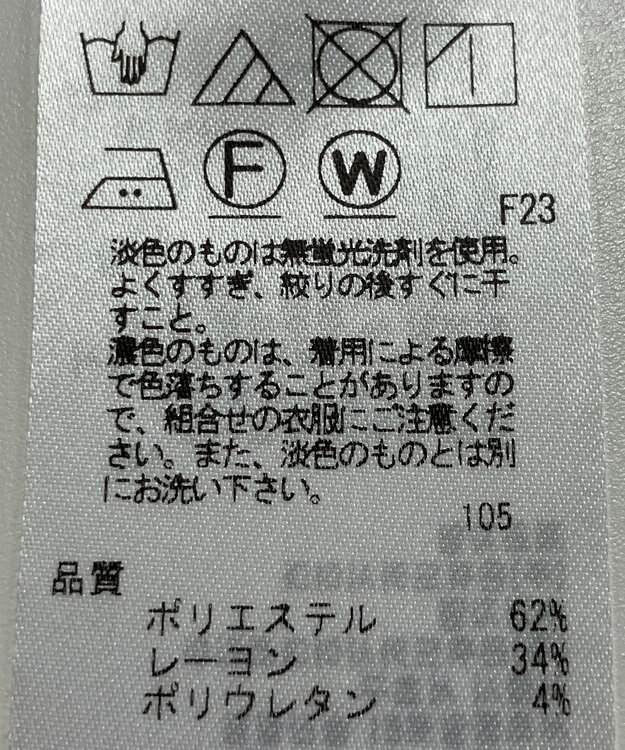 F
W
F23
淡色のものは無蛍光洗剤を使用。
よくすすぎ、絞りの後すぐに干
すこと。
濃色のものは、着用による摩擦
で色落ちすることがありますの
で、組合せの衣服にご注意くだ
さい。また、淡色のものとは別
にお洗い下さい。
105
品質
ポリエステル 62%
レーヨン 34%
ポリウレタン 4%